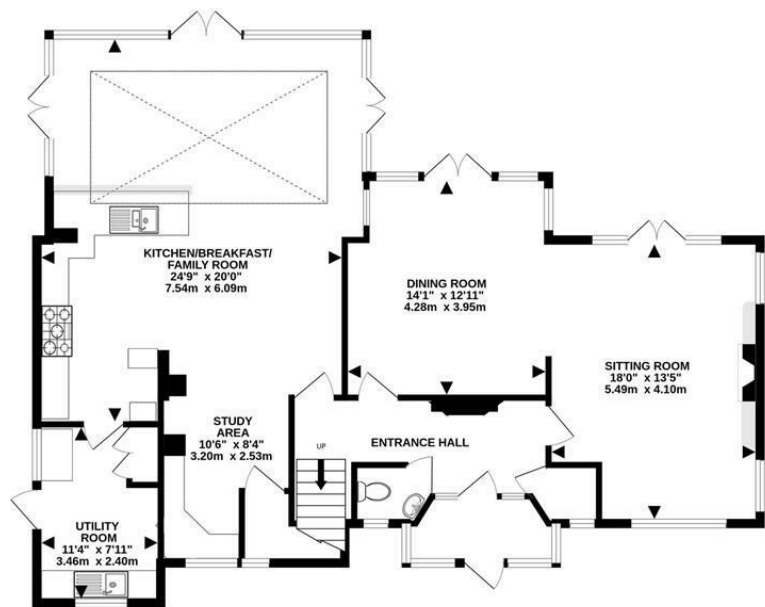 KITCHEN/BREAKFAST/
FAMILY ROOM
24'9" x 20'0"
7.54m x 6.09m
DINING ROOM
14'1" x 12'11"
4.28m x 3.95m
SITTING ROOM
18'0" x 13'5"
5.49m x 4.10m
STUDY
AREA
10'6" x 8'4"
3.20m x 2.53m
UP
ENTRANCE HALL
UTILITY
ROOM
11'4" x 7'11"
3.46m x 2.40m